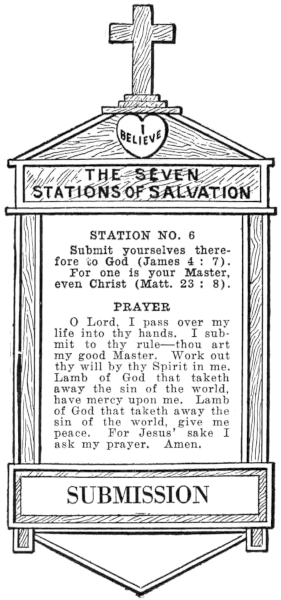 I
BELIEVE
THE SEVEN
STATIONS OF SALVATION
STATION NO. 6
Submit yourselves there-
fore to God (James 4 : 7).
For one is your Master,
even Christ (Matt. 23 : 8).
PRAYER
O Lord, I pass over my
life into thy hands. I sub-
mit to thy rule—thou art
my good Master. Work out
thy will by thy Spirit in me.
Lamb of God that taketh
away the sin of the world,
have mercy upon me. Lamb
of God that taketh away the
sin of the world, give me
peace. For Jesus' sake I
ask my prayer. Amen.
SUBMISSION